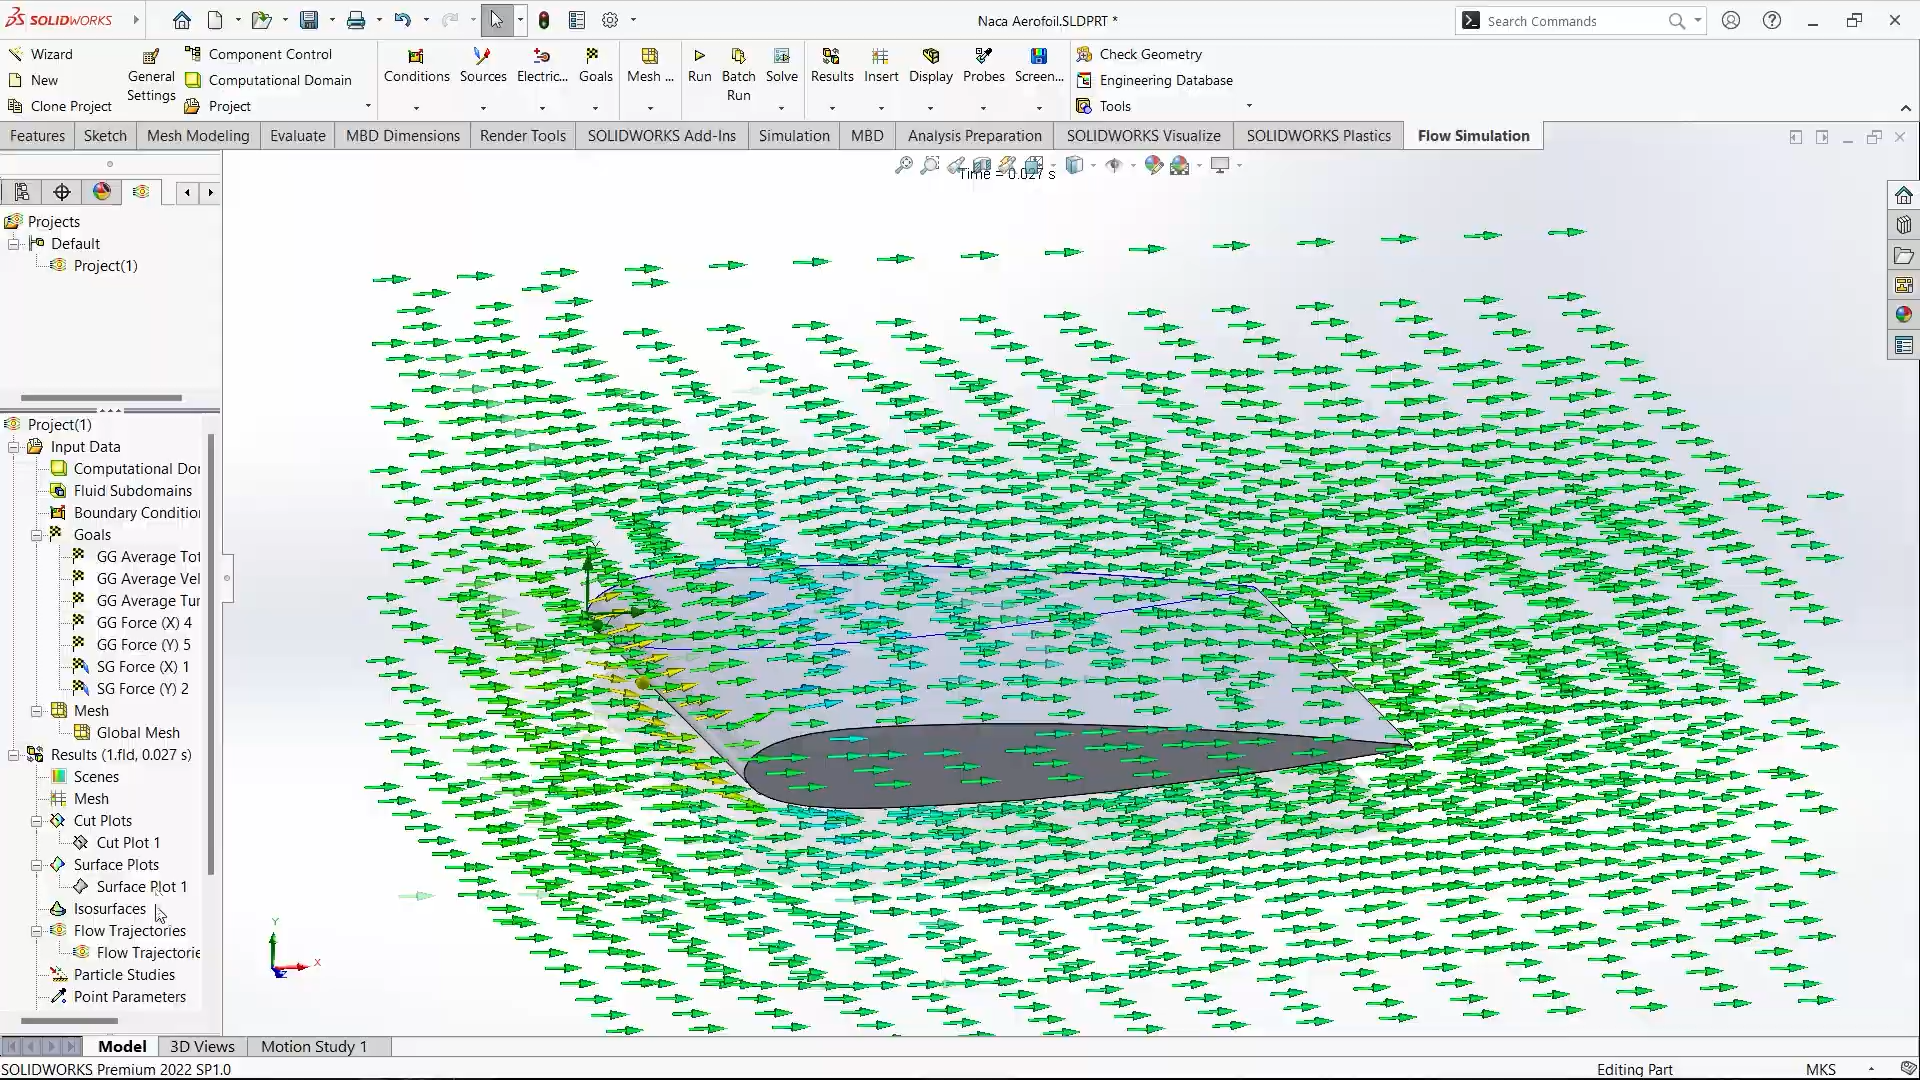 SOLIDWORKS
Naca Aerofoil.SLDPRT *
Search Commands
Wizard
New
Clone Project
General Settings
Component Control
Computational Domain
Project
Conditions
Sources
Electric...
Goals
Mesh ...
Run
Batch Run
Solve
Results
Insert
Display
Probes
Screen...
Check Geometry
Engineering Database
Tools
Features
Sketch
Mesh Modeling
Evaluate
MBD Dimensions
Render Tools
SOLIDWORKS Add-Ins
Simulation
MBD
Analysis Preparation
SOLIDWORKS Visualize
SOLIDWORKS Plastics
Flow Simulation
Time = 0.027 s
Projects
Default
Project(1)
Project(1)
Input Data
Computational Dor
Fluid Subdomains
Boundary Conditior
Goals
GG Average Tot
GG Average Vel
GG Average Tur
GG Force (X) 4
GG Force (Y) 5
SG Force (X) 1
SG Force (Y) 2
Mesh
Global Mesh
Results (1.fld, 0.027 s)
Scenes
Mesh
Cut Plots
Cut Plot 1
Surface Plots
Surface Plot 1
Isosurfaces
Flow Trajectories
Flow Trajectorie
Particle Studies
Point Parameters
Y
X
Model
3D Views
Motion Study 1
SOLIDWORKS Premium 2022 SP1.0
Editing Part
MKS